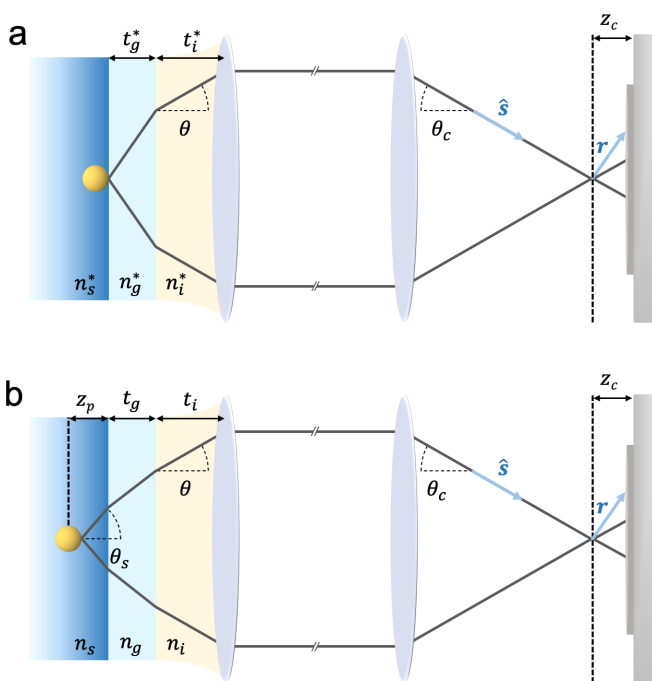 a
t_g^* t_i^* z_c
θ θ_c ŝ r
n_s^* n_g^* n_i^*
b
z_p t_g t_i z_c
θ θ_c ŝ r
θ_s
n_s n_g n_i